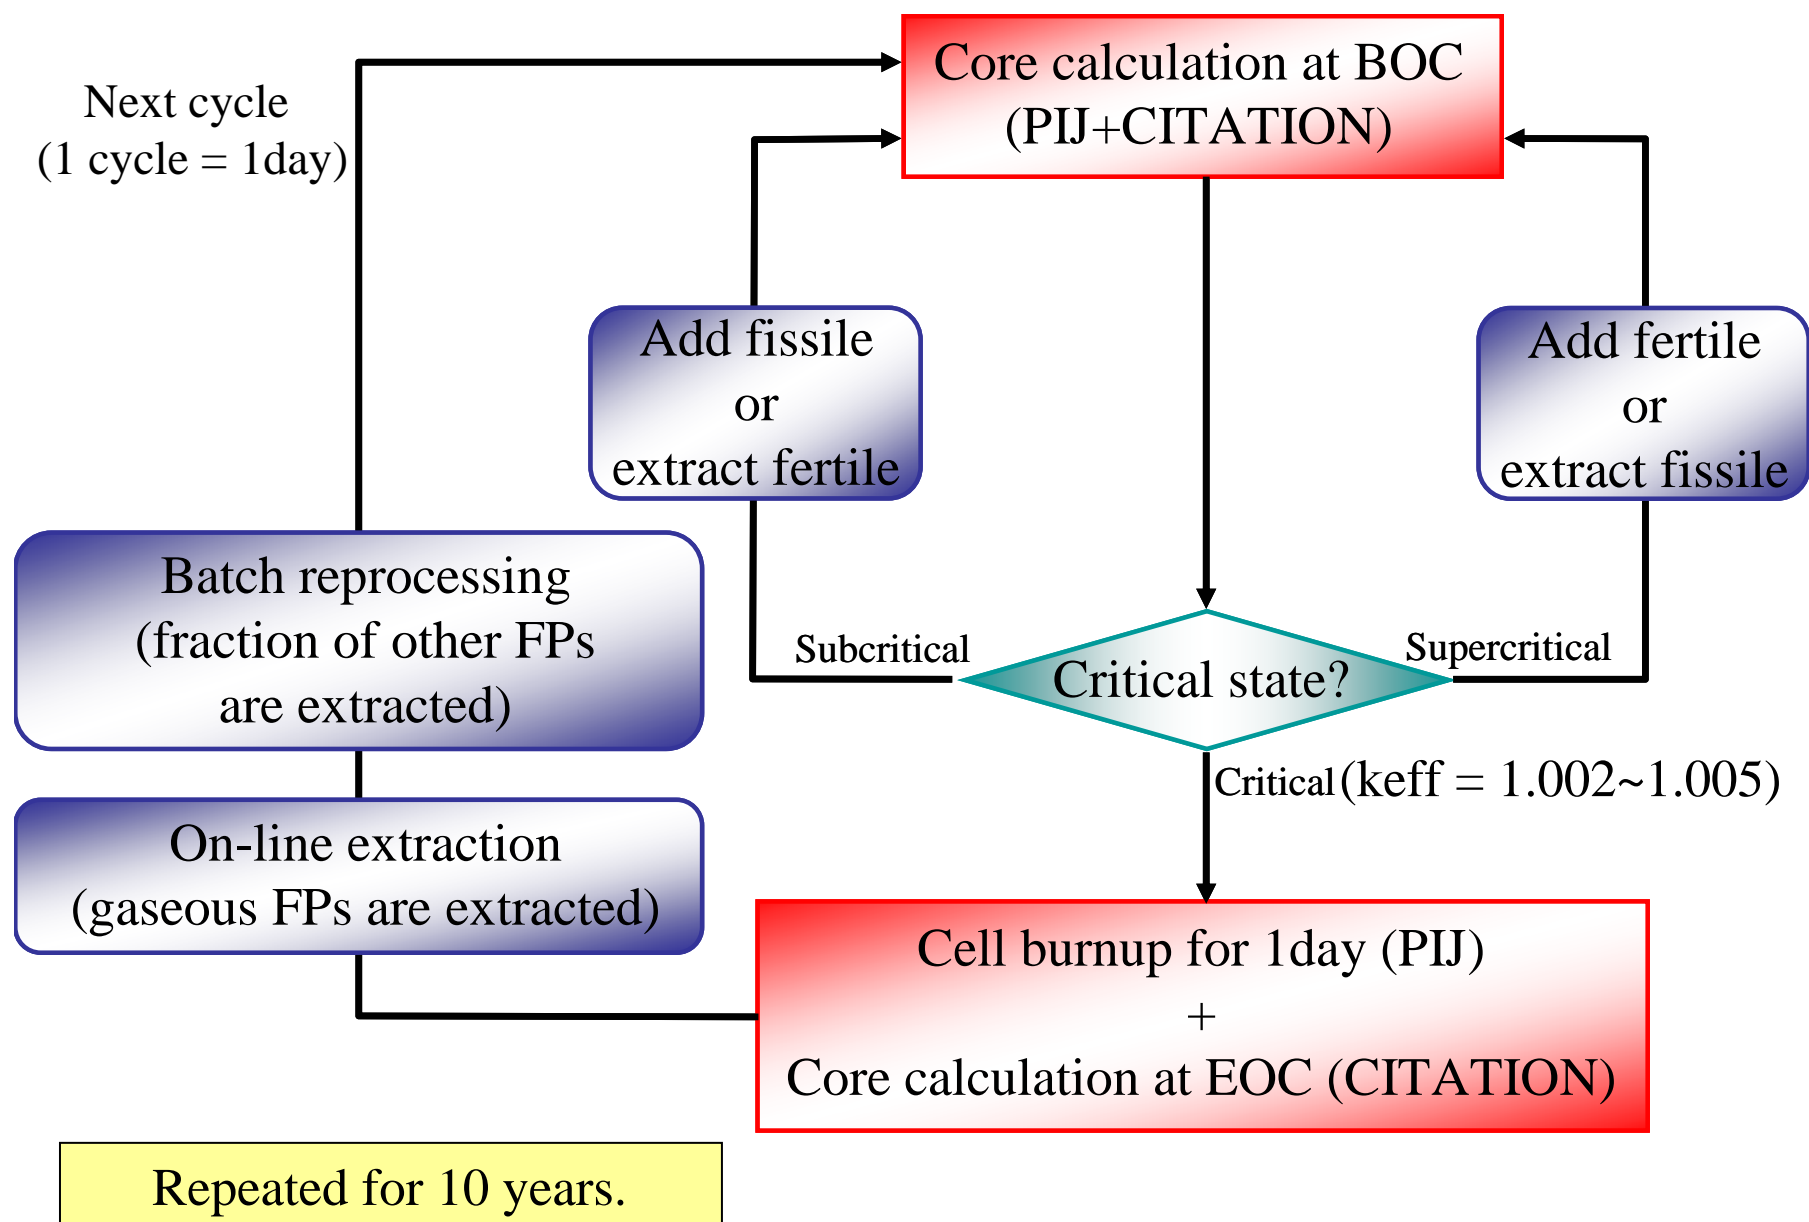 Core calculation at BOC
(PIJ+CITATION)
Next cycle
(1 cycle = 1day)
Add fissile
or
extract fertile
Add fertile
or
extract fissile
Batch reprocessing
(fraction of other FPs
are extracted)
Subcritical
Critical state?
Supercritical
Critical (keff = 1.002~1.005)
On-line extraction
(gaseous FPs are extracted)
Cell burnup for 1day (PIJ)
+
Core calculation at EOC (CITATION)
Repeated for 10 years.